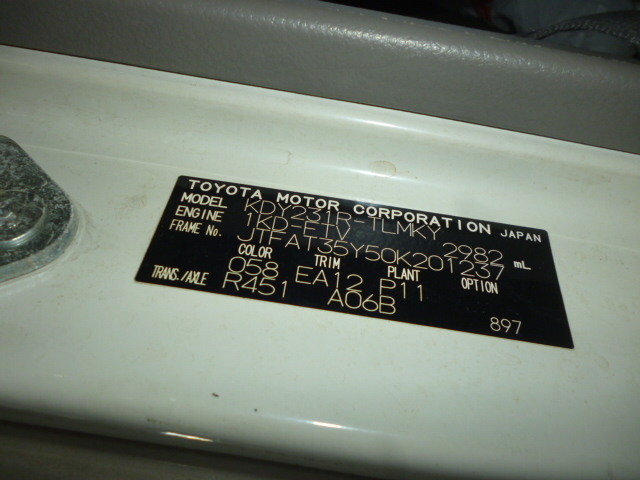 TOYOTA MOTOR CORPORATION JAPAN
MODEL KDY231R-TLMKY
ENGINE 1KD-FTV 2982 mL
FRAME No. JTFAT35Y50K201237
COLOR TRIM PLANT OPTION
058 EA12 P11
TRANS./AXLE R451 A06B
897